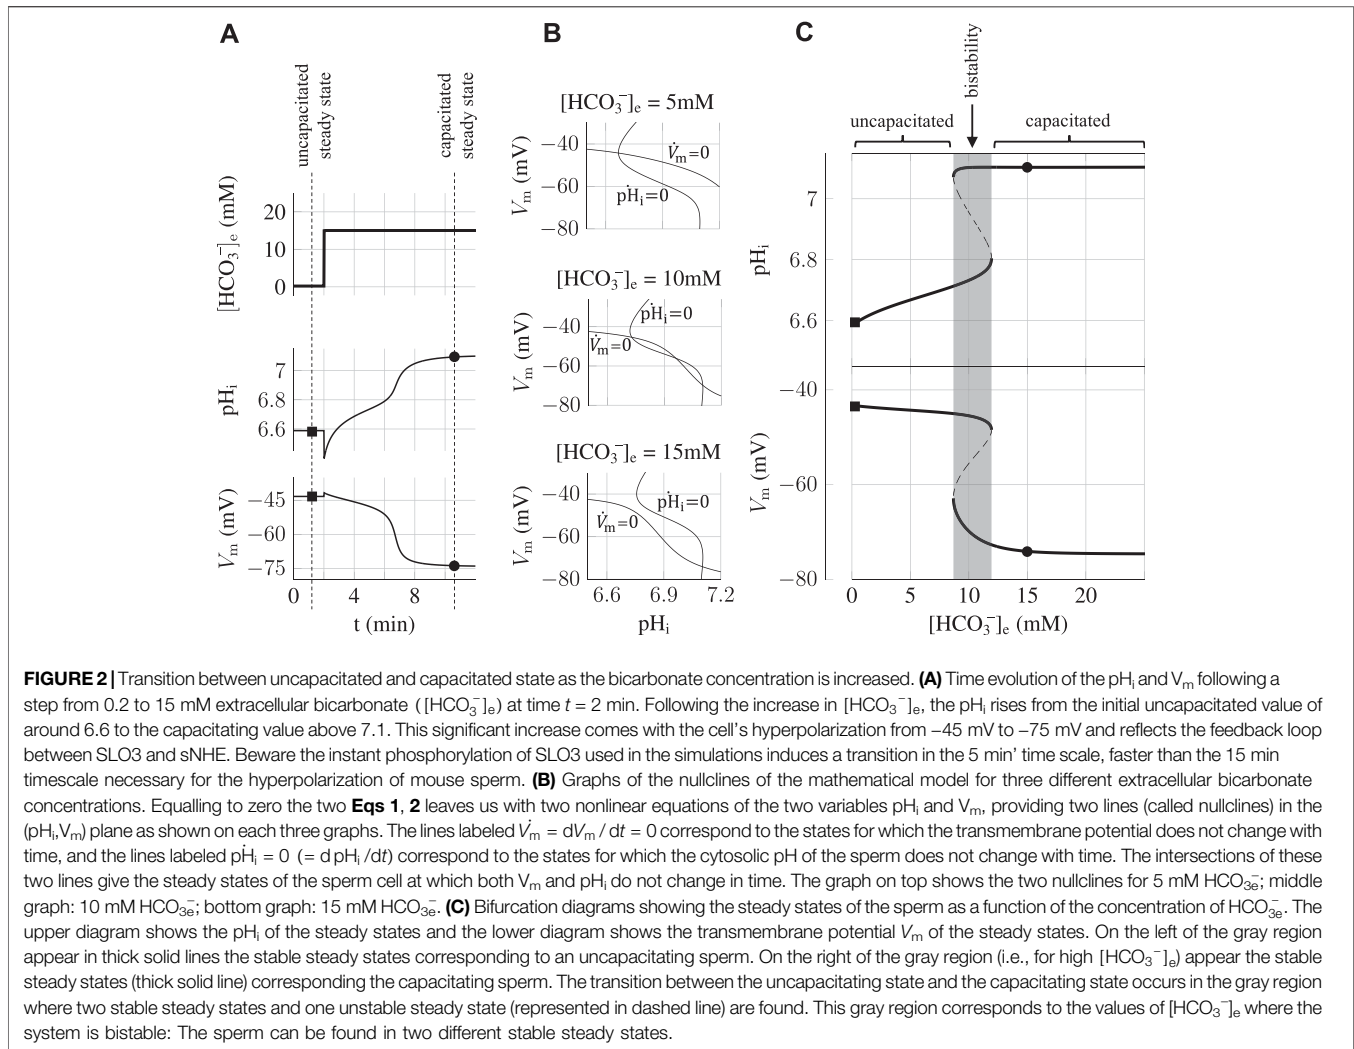 A
B
C
uncapacitated
steady state
capacitated
steady state
[HCO₃⁻]ₑ (mM)
20
10
0
pHᵢ
7
6.8
6.6
Vₘ (mV)
−45
−60
−75
0
4
8
t (min)
[HCO₃⁻]ₑ = 5mM
Vₘ (mV)
−40
−60
−80
V̇ₘ=0
pḢᵢ=0
[HCO₃⁻]ₑ = 10mM
Vₘ (mV)
−40
−60
−80
pḢᵢ=0
V̇ₘ=0
[HCO₃⁻]ₑ = 15mM
Vₘ (mV)
−40
−60
−80
pḢᵢ=0
V̇ₘ=0
6.6
6.9
7.2
pHᵢ
bistability
uncapacitated
capacitated
pHᵢ
7
6.8
6.6
Vₘ (mV)
−40
−60
−80
0
5
10
15
20
[HCO₃⁻]ₑ (mM)
FIGURE 2 | Transition between uncapacitated and capacitated state as the bicarbonate concentration is increased. (A) Time evolution of the pHᵢ and Vₘ following a
step from 0.2 to 15 mM extracellular bicarbonate ([HCO₃⁻]ₑ) at time t = 2 min. Following the increase in [HCO₃⁻]ₑ, the pHᵢ rises from the initial uncapacitated value of
around 6.6 to the capacitating value above 7.1. This significant increase comes with the cell's hyperpolarization from −45 mV to −75 mV and reflects the feedback loop
between SLO3 and sNHE. Beware the instant phosphorylation of SLO3 used in the simulations induces a transition in the 5 min' time scale, faster than the 15 min
timescale necessary for the hyperpolarization of mouse sperm. (B) Graphs of the nullclines of the mathematical model for three different extracellular bicarbonate
concentrations. Equalling to zero the two Eqs 1, 2 leaves us with two nonlinear equations of the two variables pHᵢ and Vₘ, providing two lines (called nullclines) in the
(pHᵢ,Vₘ) plane as shown on each three graphs. The lines labeled V̇ₘ = dVₘ / dt = 0 correspond to the states for which the transmembrane potential does not change with
time, and the lines labeled pḢᵢ = 0 (= d pHᵢ /dt) correspond to the states for which the cytosolic pH of the sperm does not change with time. The intersections of these
two lines give the steady states of the sperm cell at which both Vₘ and pHᵢ do not change in time. The graph on top shows the two nullclines for 5 mM HCO₃ₑ⁻; middle
graph: 10 mM HCO₃ₑ⁻; bottom graph: 15 mM HCO₃ₑ⁻. (C) Bifurcation diagrams showing the steady states of the sperm as a function of the concentration of HCO₃ₑ⁻. The
upper diagram shows the pHᵢ of the steady states and the lower diagram shows the transmembrane potential Vₘ of the steady states. On the left of the gray region
appear in thick solid lines the stable steady states corresponding to an uncapacitating sperm. On the right of the gray region (i.e., for high [HCO₃⁻]ₑ) appear the stable
steady states (thick solid line) corresponding the capacitating sperm. The transition between the uncapacitating state and the capacitating state occurs in the gray region
where two stable steady states and one unstable steady state (represented in dashed line) are found. This gray region corresponds to the values of [HCO₃⁻]ₑ where the
system is bistable: The sperm can be found in two different stable steady states.